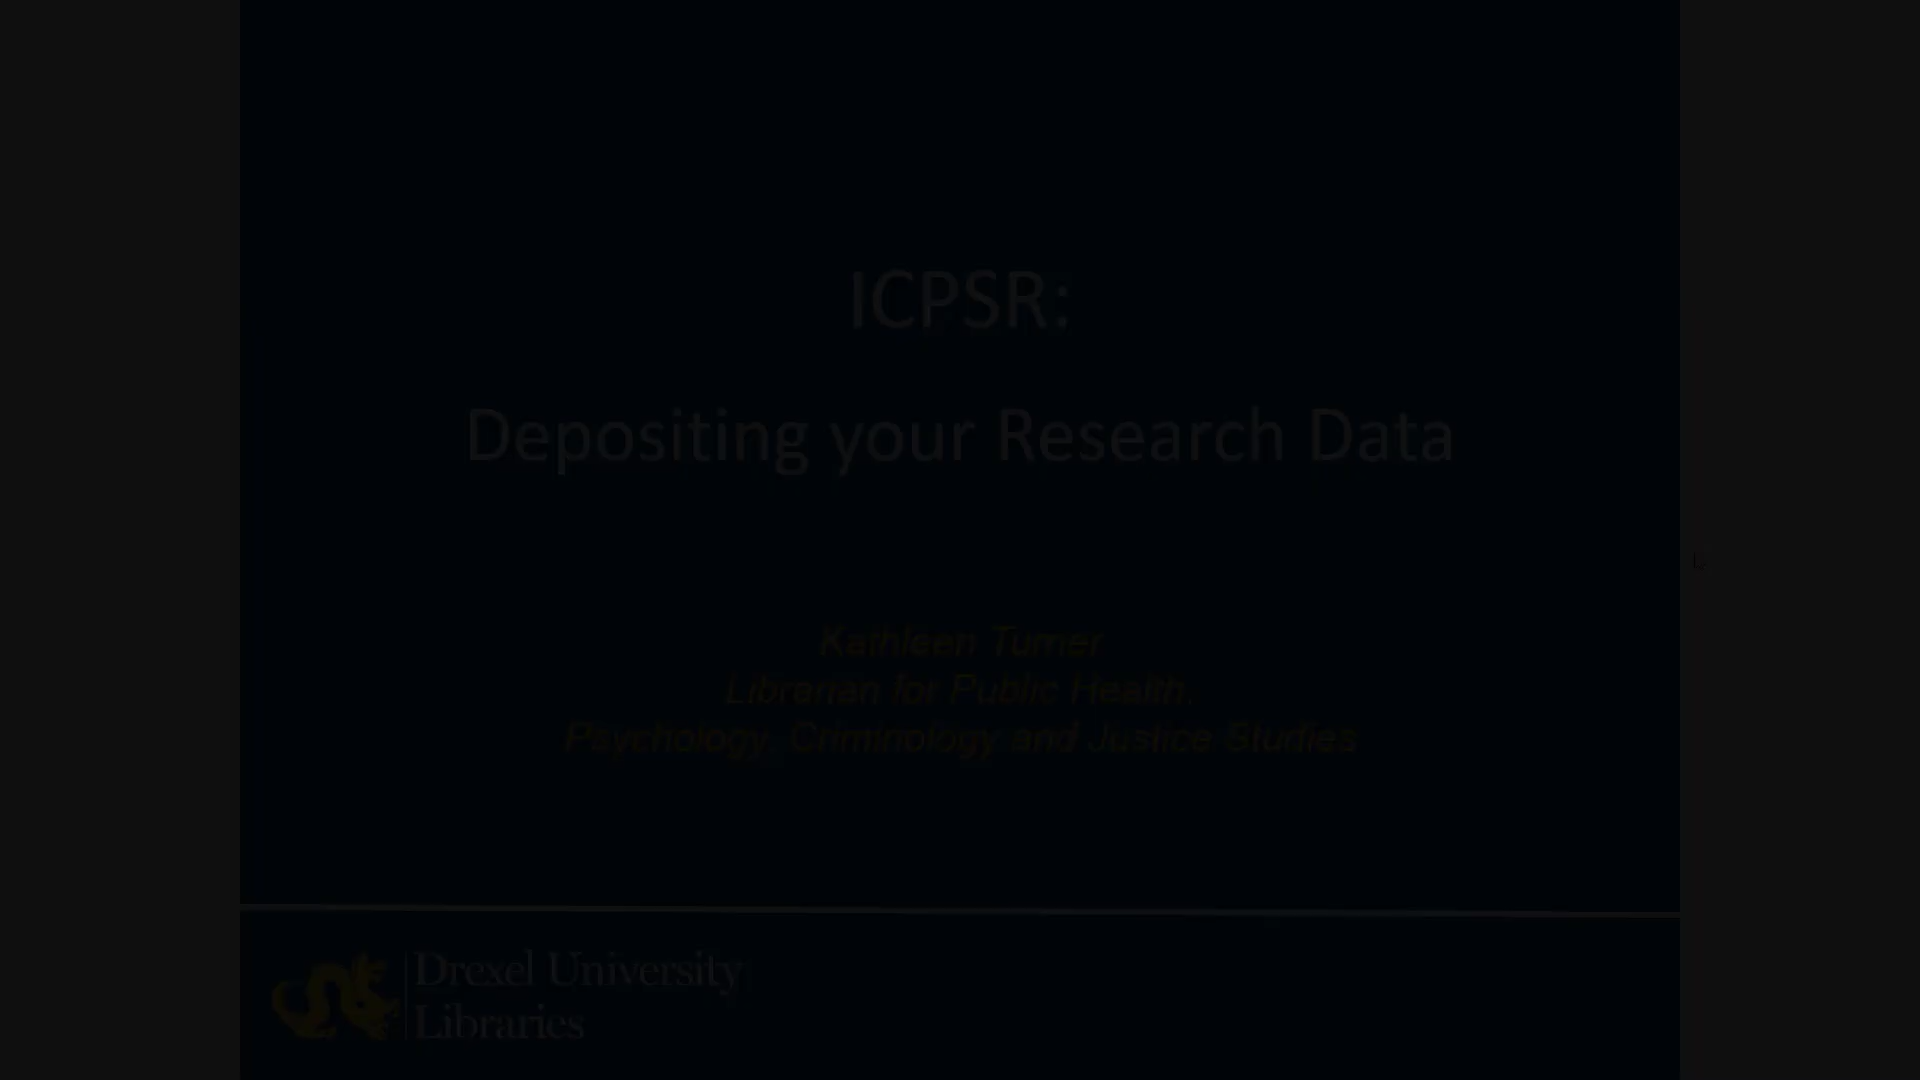 ICPSR:
Depositing your Research Data
Kathleen Turner
Librarian for Public Health,
Psychology, Criminology and Justice Studies
Drexel University
Libraries